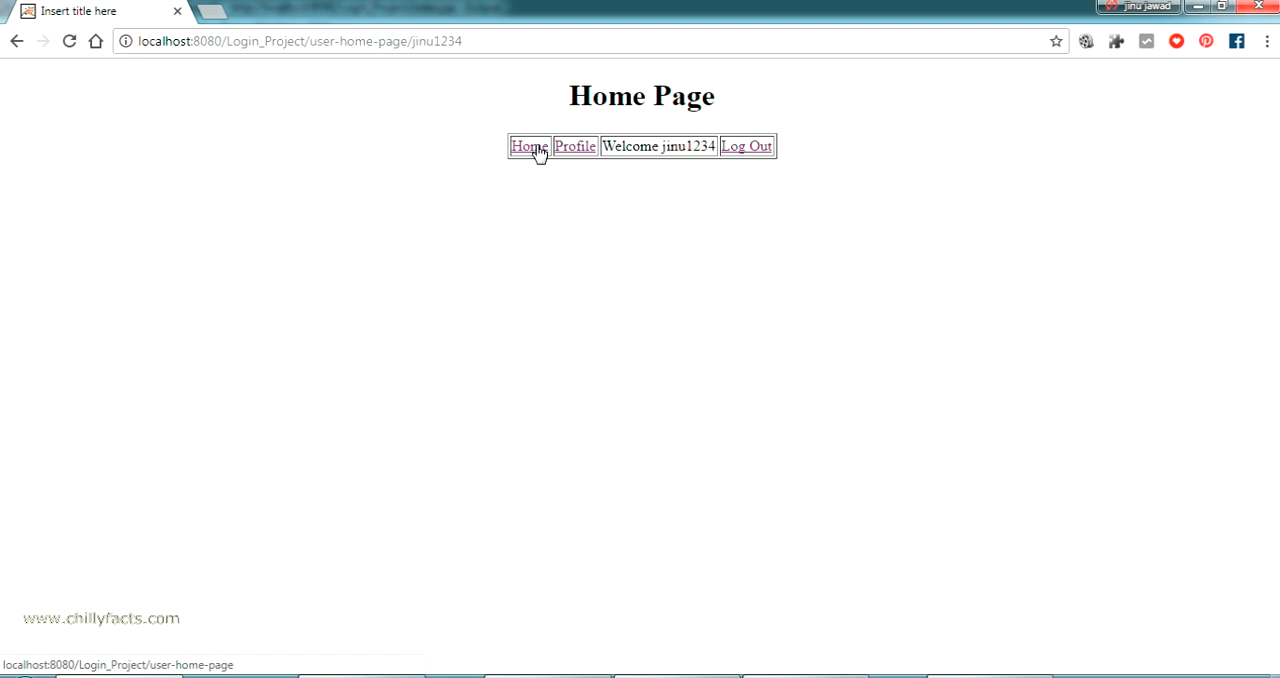 Insert title here
jinu jawad
localhost:8080/Login_Project/user-home-page/jinu1234
Home Page
Home Profile Welcome jinu1234 Log Out
www.chillyfacts.com
localhost:8080/Login_Project/user-home-page